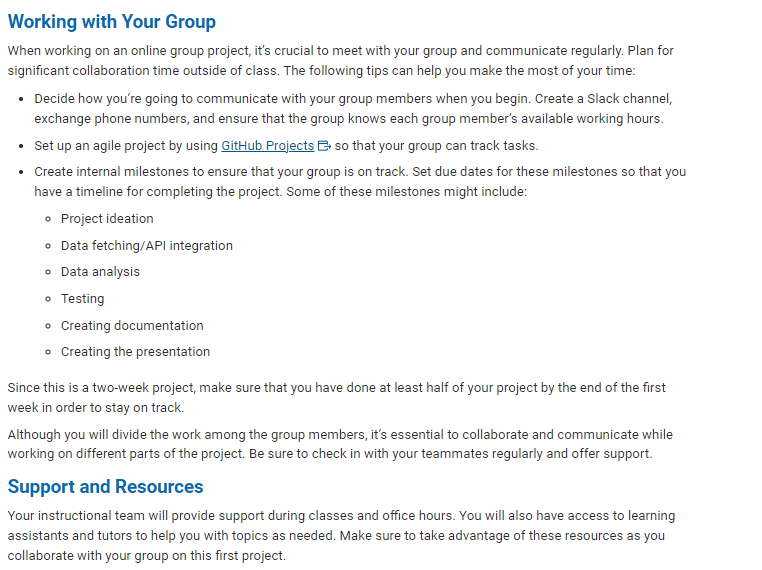 Working with Your Group
When working on an online group project, it's crucial to meet with your group and communicate regularly. Plan for
significant collaboration time outside of class. The following tips can help you make the most of your time:
• Decide how you're going to communicate with your group members when you begin. Create a Slack channel,
exchange phone numbers, and ensure that the group knows each group member's available working hours.
• Set up an agile project by using GitHub Projects so that your group can track tasks.
• Create internal milestones to ensure that your group is on track. Set due dates for these milestones so that you
have a timeline for completing the project. Some of these milestones might include:
◦ Project ideation
◦ Data fetching/API integration
◦ Data analysis
◦ Testing
◦ Creating documentation
◦ Creating the presentation
Since this is a two-week project, make sure that you have done at least half of your project by the end of the first
week in order to stay on track.
Although you will divide the work among the group members, it's essential to collaborate and communicate while
working on different parts of the project. Be sure to check in with your teammates regularly and offer support.
Support and Resources
Your instructional team will provide support during classes and office hours. You will also have access to learning
assistants and tutors to help you with topics as needed. Make sure to take advantage of these resources as you
collaborate with your group on this first project.